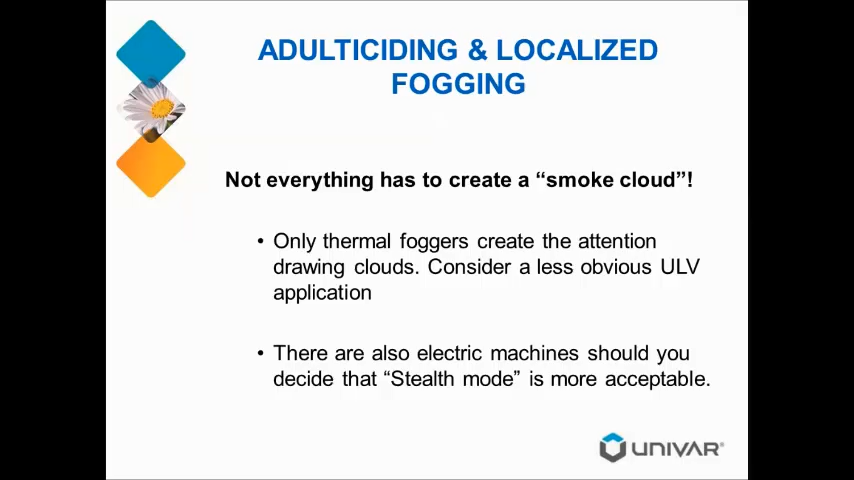 ADULTICIDING & LOCALIZED
FOGGING
Not everything has to create a “smoke cloud”!
• Only thermal foggers create the attention
drawing clouds. Consider a less obvious ULV
application
• There are also electric machines should you
decide that “Stealth mode” is more acceptable.
UNIVAR®